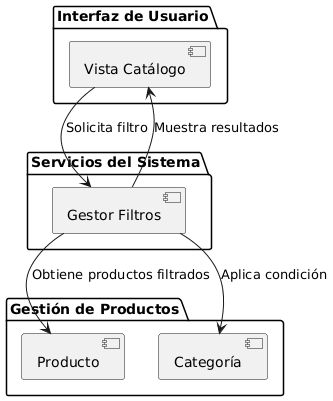 Interfaz de Usuario
Vista Catálogo
Solicita filtro
Muestra resultados
Servicios del Sistema
Gestor Filtros
Obtiene productos filtrados
Aplica condición
Gestión de Productos
Producto
Categoría